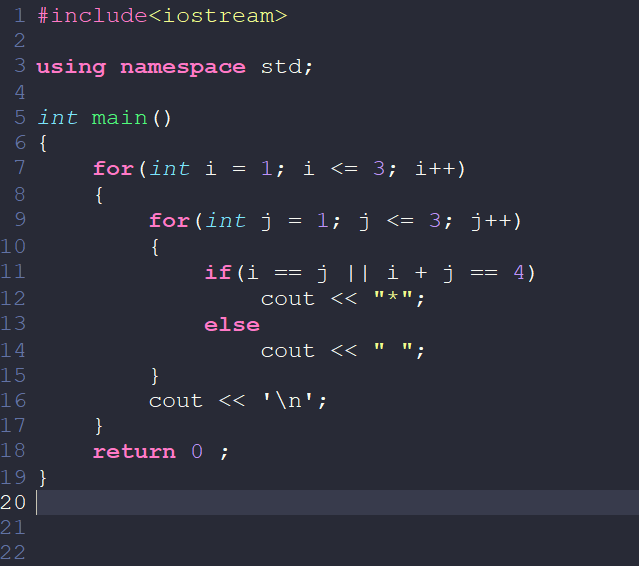 1 #include<iostream>
2
3 using namespace std;
4
5 int main()
6 {
7     for(int i = 1; i <= 3; i++)
8     {
9         for(int j = 1; j <= 3; j++)
10         {
11             if(i == j || i + j == 4)
12                 cout << "*";
13             else
14                 cout << " ";
15         }
16         cout << '\n';
17     }
18     return 0 ;
19 }
20
21
22